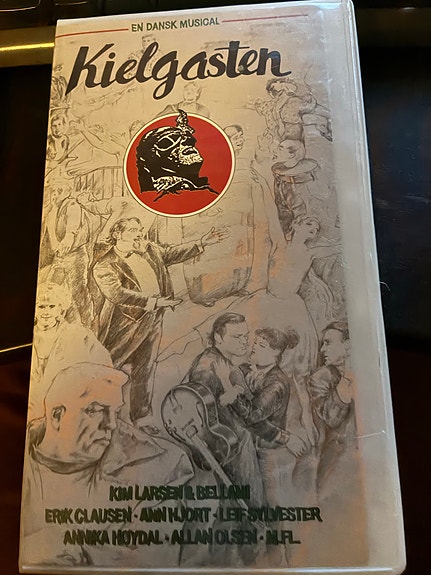 EN DANSK MUSICAL
Kielgasten
KIM LARSEN & BELLAMI
ERIK CLAUSEN · ANN HJORT · LEIF SYLVESTER
ANNIKA HOYDAL · ALLAN OLSEN · M.FL.